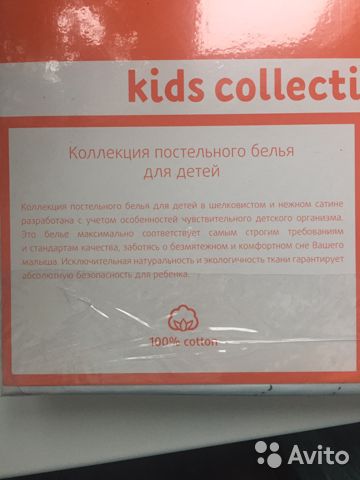 kids collecti
Коллекция постельного белья
для детей
Коллекция постельного белья для детей в шелковистом и нежном сатине
разработана с учетом особенностей чувствительного детского организма.
Это белье максимально соответствует самым строгим требованиям
и стандартам качества, заботясь о безмятежном и комфортном сне Вашего
малыша. Исключительная натуральность и экологичность ткани гарантирует
абсолютную безопасность для ребенка.
100% cotton
Avito